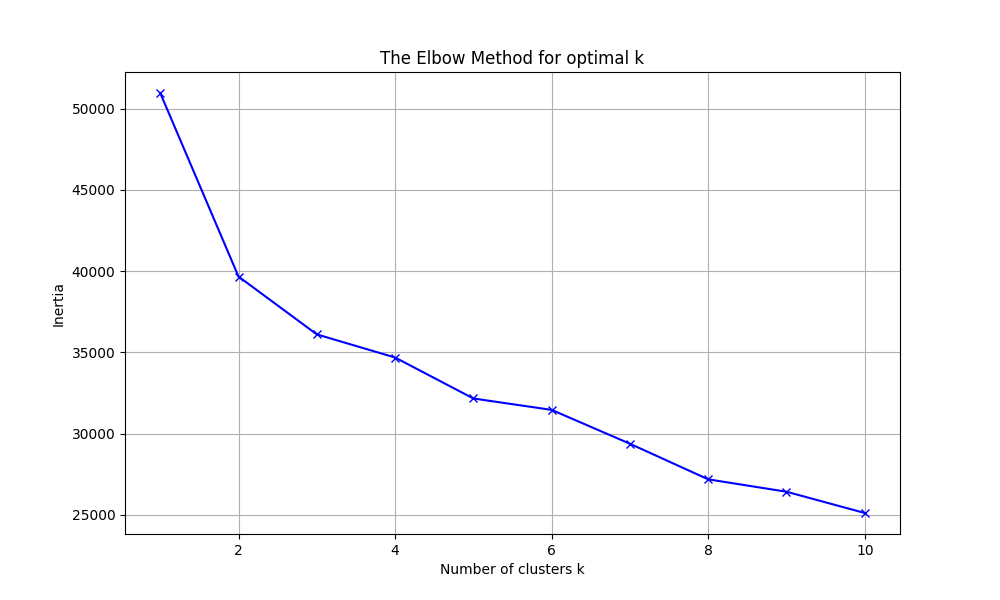 The Elbow Method for optimal k
50000
45000
40000
35000
30000
25000
Inertia
2 4 6 8 10
Number of clusters k